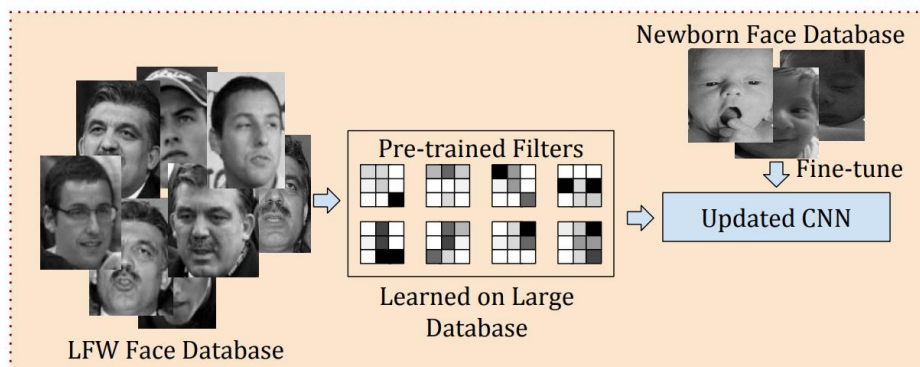 Newborn Face Database
Pre-trained Filters
Fine-tune
Updated CNN
Learned on Large
Database
LFW Face Database